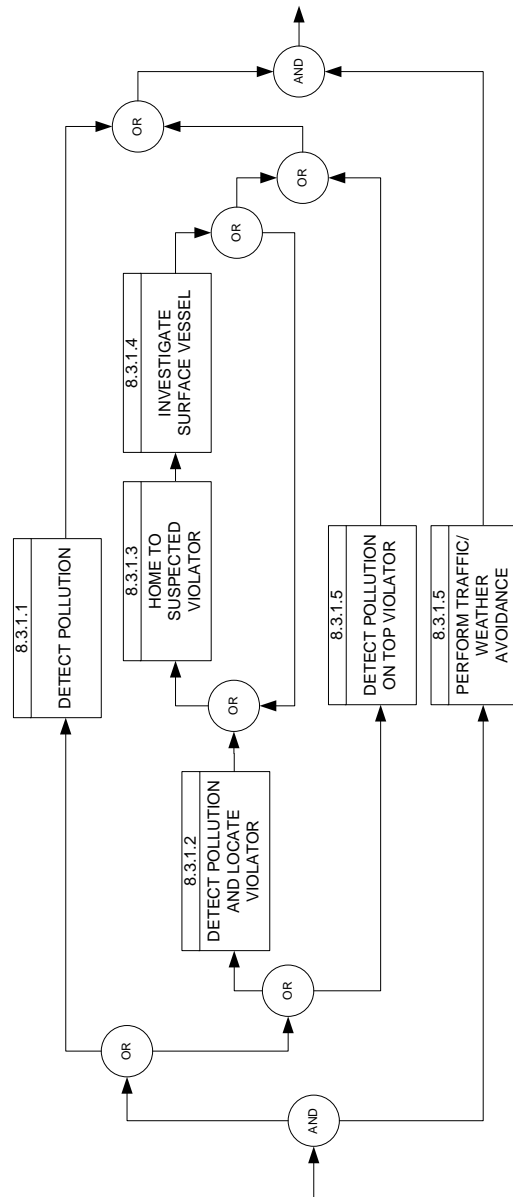 AND
OR
OR
8.3.1.1
DETECT POLLUTION
8.3.1.2
DETECT POLLUTION
AND LOCATE
VIOLATOR
OR
8.3.1.3
HOME TO
SUSPECTED
VIOLATOR
8.3.1.4
INVESTIGATE
SURFACE VESSEL
OR
8.3.1.5
DETECT POLLUTION
ON TOP VIOLATOR
8.3.1.5
PERFORM TRAFFIC/
WEATHER
AVOIDANCE
OR
OR
AND